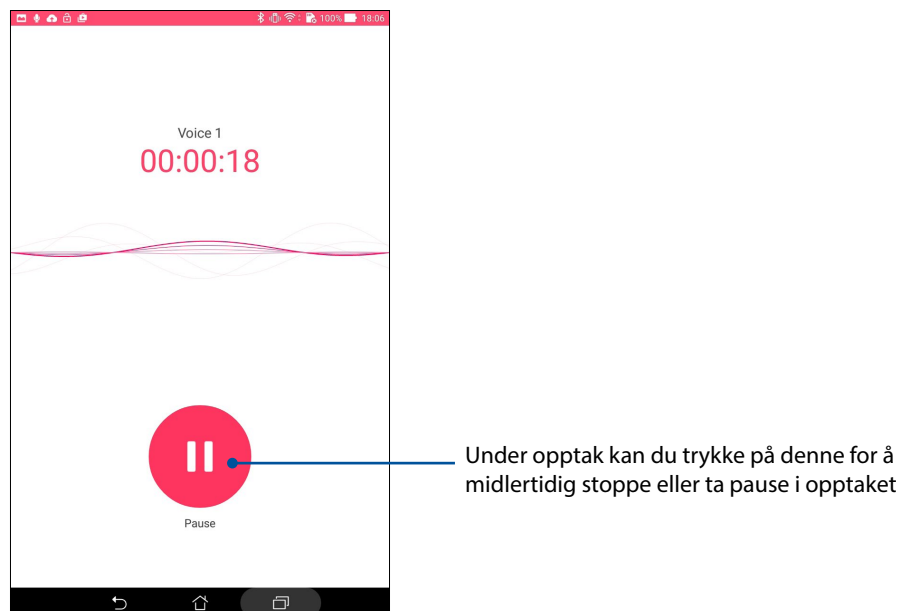 100% 18:06
Voice 1
00:00:18
Under opptak kan du trykke på denne for å
midlertidig stoppe eller ta pause i opptaket
Pause